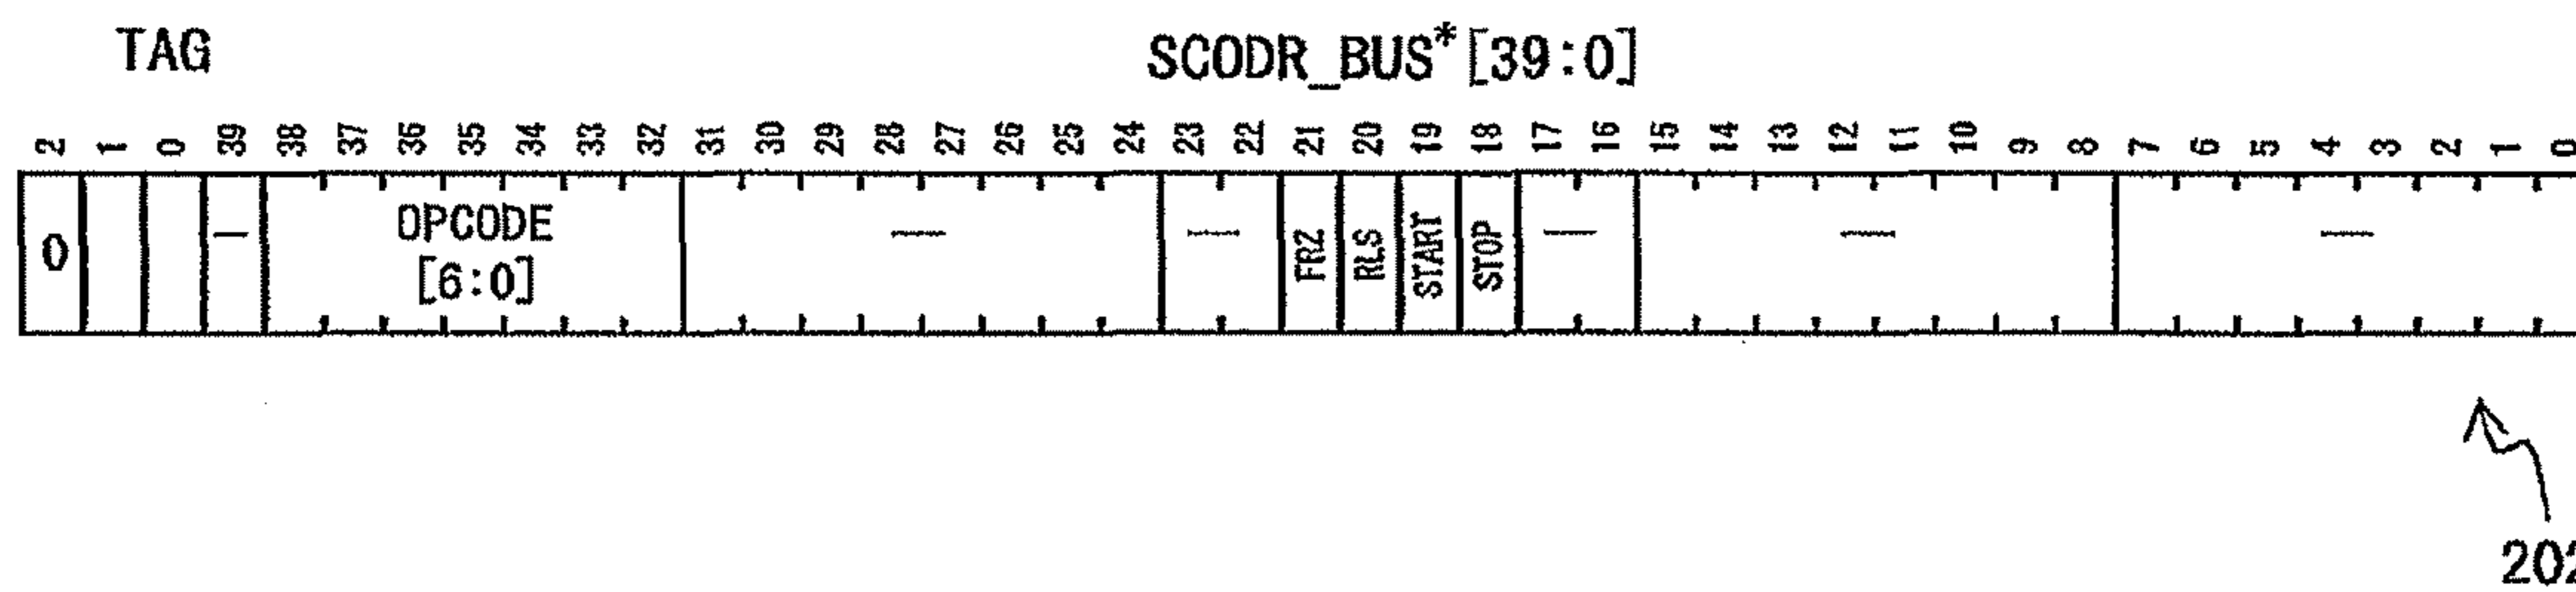 TAG SCODR_BUS*[39:0]
2 1 0 39 38 37 36 35 34 33 32 31 30 29 28 27 26 25 24 23 22 21 20 19 18 17 16 15 14 13 12 11 10 9 8 7 6 5 4 3 2 1 0
0 — OPCODE — — FRZ RLS START STOP — — —
[6:0]
202